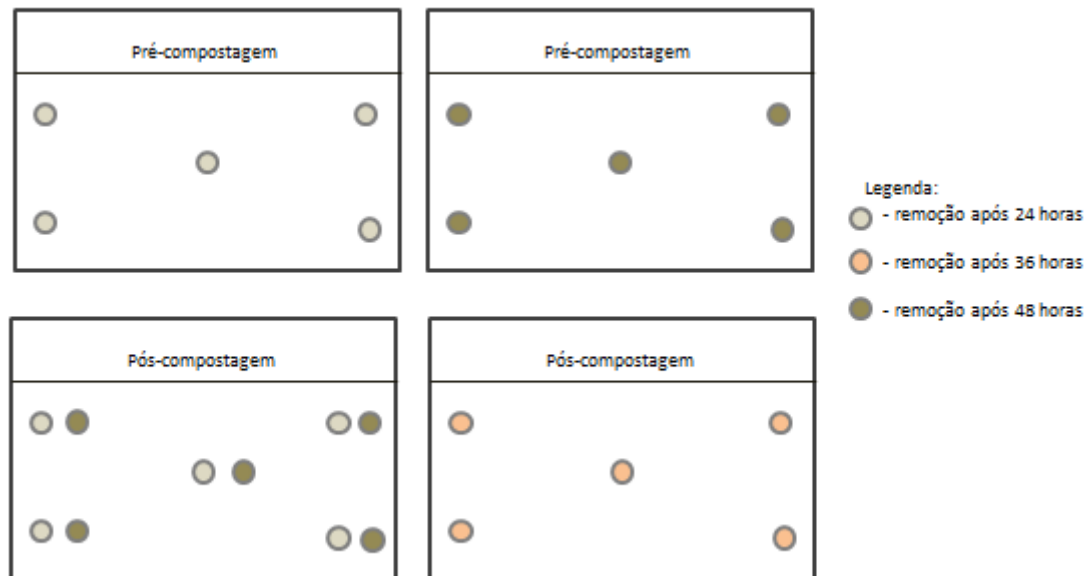 Pré-compostagem
Pré-compostagem
Legenda:
- remoção após 24 horas
- remoção após 36 horas
- remoção após 48 horas
Pós-compostagem
Pós-compostagem